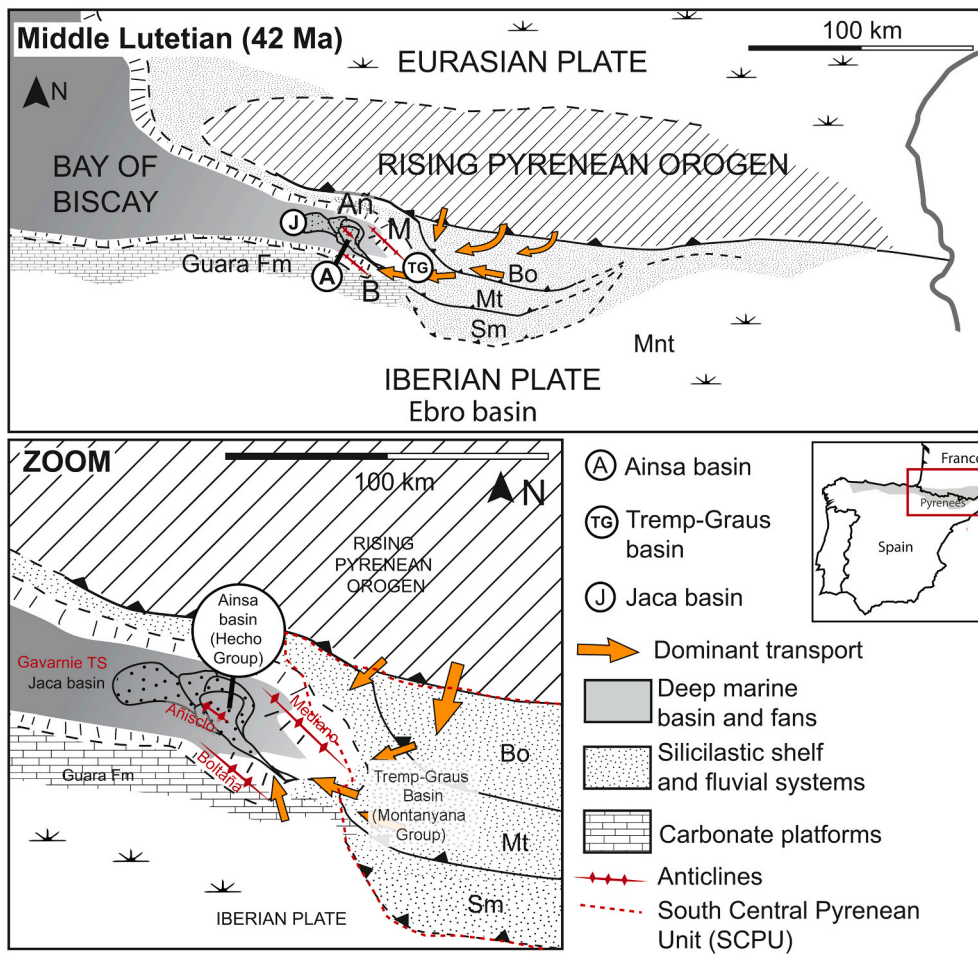 Middle Lutetian (42 Ma)
100 km
EURASIAN PLATE
N
BAY OF
BISCAY
RISING PYRENEAN OROGEN
Añ
J
M
TG
Guara Fm
A
B
Bo
Mt
Sm
Mnt
IBERIAN PLATE
Ebro basin
ZOOM
100 km
N
RISING
PYRENEAN
OROGEN
Ainsa
basin
(Hecho
Group)
Gavarnie TS
Jaca basin
Añisclo
Mediano
Boltaña
Guara Fm
Bo
Tremp-Graus
Basin
(Montanyana
Group)
Mt
Sm
IBERIAN PLATE
A Ainsa basin
TG Tremp-Graus
basin
J Jaca basin
France
Pyrenees
Spain
Dominant transport
Deep marine
basin and fans
Silicilastic shelf
and fluvial systems
Carbonate platforms
Anticlines
South Central Pyrenean
Unit (SCPU)